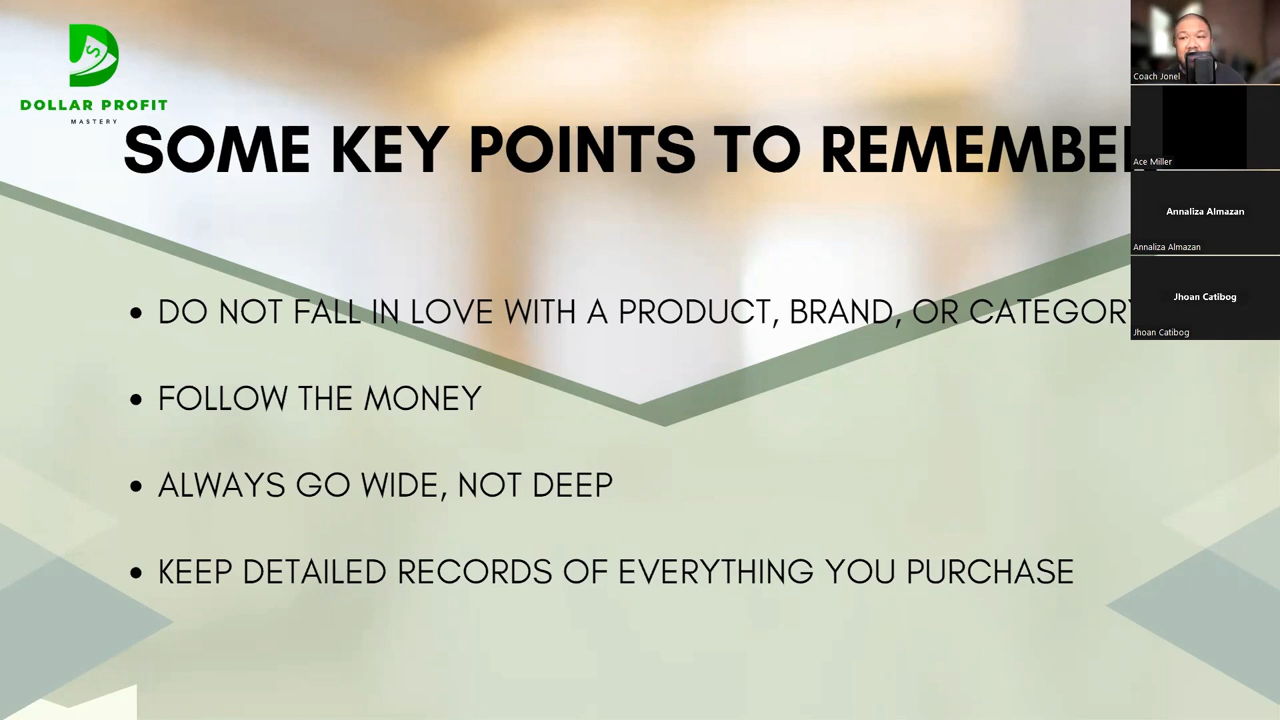 DOLLAR PROFIT
MASTERY
SOME KEY POINTS TO REMEMBE
• DO NOT FALL IN LOVE WITH A PRODUCT, BRAND, OR CATEGORY
• FOLLOW THE MONEY
• ALWAYS GO WIDE, NOT DEEP
• KEEP DETAILED RECORDS OF EVERYTHING YOU PURCHASE
Coach Jonel
Ace Miller
Annaliza Almazan
Annaliza Almazan
Jhoan Catibog
Jhoan Catibog